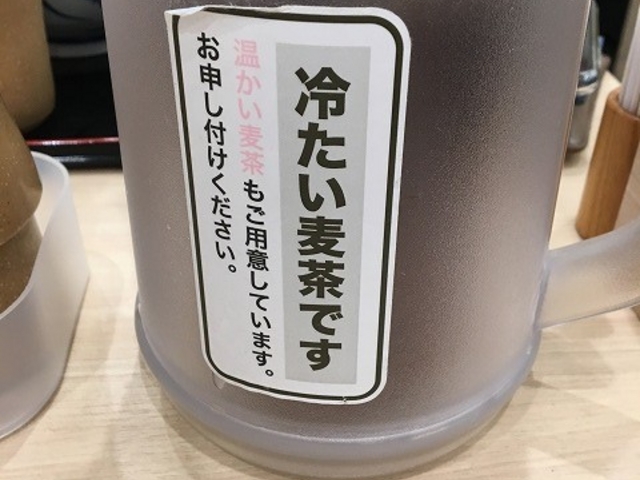 冷たい麦茶です
温かい麦茶もご用意しています。
お申し付けください。